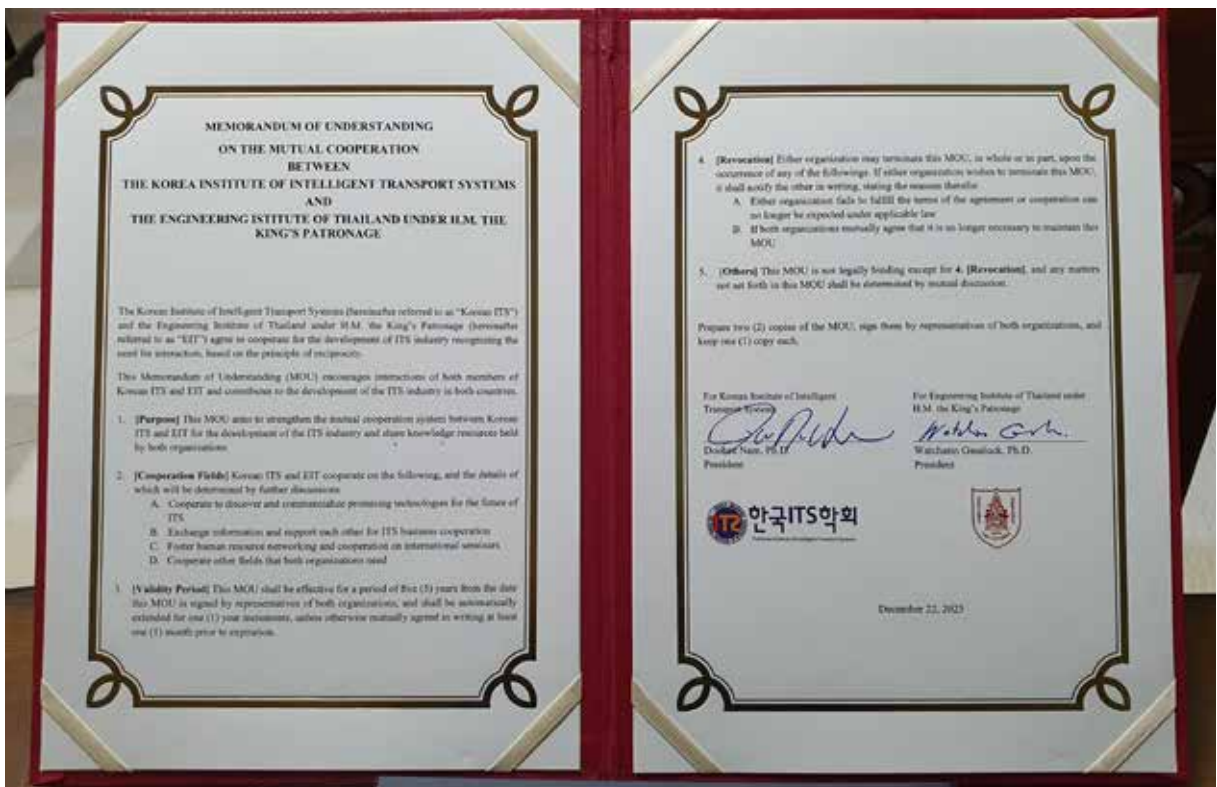 MEMORANDUM OF UNDERSTANDING
ON THE MUTUAL COOPERATION
BETWEEN
THE KOREA INSTITUTE OF INTELLIGENT TRANSPORT SYSTEMS
AND
THE ENGINEERING ISTITUTE OF THAILAND UNDER H.M. THE
KING'S PATRONAGE
The Korean Institute of Intelligent Transport Systems (hereinafter referred to as "Korean ITS")
and the Engineering Institute of Thailand under H.M. the King's Patronage (hereinafter
referred to as "EIT") agree to cooperate for the development of ITS industry recognizing the
need for interaction, based on the principle of reciprocity.
This Memorandum of Understanding (MOU) encourages interactions of both members of
Korean ITS and EIT and contributes to the development of the ITS industry in both countries.
1. [Purpose] This MOU aims to strengthen the mutual cooperation system between Korean
ITS and EIT for the development of the ITS industry and share knowledge resources held
by both organizations
2. [Cooperation Fields] Korean ITS and EIT cooperate on the following, and the details of
which will be determined by further discussions
A. Cooperate to discover and commercialize promising technologies for the future of
ITS
B. Exchange information and support each other for ITS business cooperation
C. Foster human resource networking and cooperation on international seminars
D. Cooperate other fields that both organizations need
3. [Validity Period] This MOU shall be effective for a period of five (5) years from the date
this MOU is signed by representatives of both organizations, and shall be automatically
extended for one (1) year increments, unless otherwise mutually agreed in writing at least
one (1) month prior to expiration.
4. [Revocation] Either organization may terminate this MOU, in whole or in part, upon the
occurrence of any of the followings. If either organization wishes to terminate this MOU,
it shall notify the other in writing, stating the reasons therefor
A. Either organization fails to fulfill the terms of the agreement or cooperation can
no longer be expected under applicable law
B. If both organizations mutually agree that it is no longer necessary to maintain this
MOU
5. [Others] This MOU is not legally binding except for 4. [Revocation], and any matters
not set forth in this MOU shall be determined by mutual discussion.
Prepare two (2) copies of the MOU, sign them by representatives of both organizations, and
keep one (1) copy each.
For Korean Institute of Intelligent
Transport Systems
Doohee Nam, Ph.D.
President
한국ITS학회
For Engineering Institute of Thailand under
H.M. the King's Patronage
Watcharin Gasaluck, Ph.D.
President
December 22, 2023